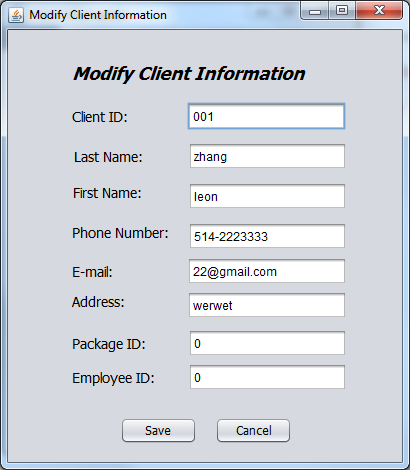 Modify Client Information
Modify Client Information
Client ID: 001
Last Name: zhang
First Name: leon
Phone Number: 514-2223333
E-mail: 22@gmail.com
Address: werwet
Package ID: 0
Employee ID: 0
Save Cancel